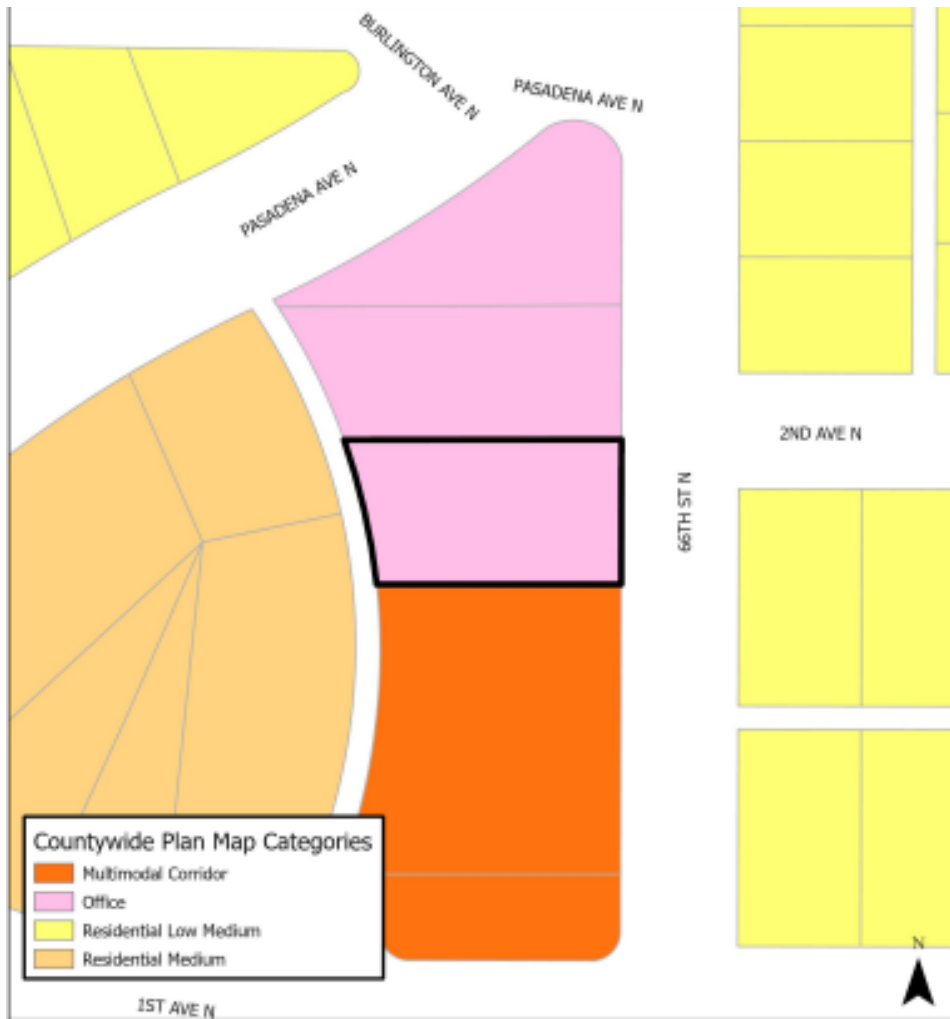 BURLINGTON AVE N
PASADENA AVE N
PASADENA AVE N
2ND AVE N
66TH ST N
Countywide Plan Map Categories
Multimodal Corridor
Office
Residential Low Medium
Residential Medium
N
1ST AVE N